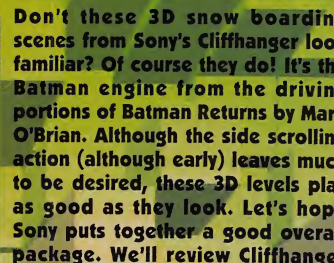 Don't these 3D snow boardin
scenes from Sony's Cliffhanger loo
familiar? Of course they do! It's th
Batman engine from the drivin
portions of Batman Returns by Mar
O'Brian. Although the side scrollin
action (although early) leaves muc
to be desired, these 3D levels pla
as good as they look. Let's hop
Sony puts together a good overa
package. We'll review Cliffhange